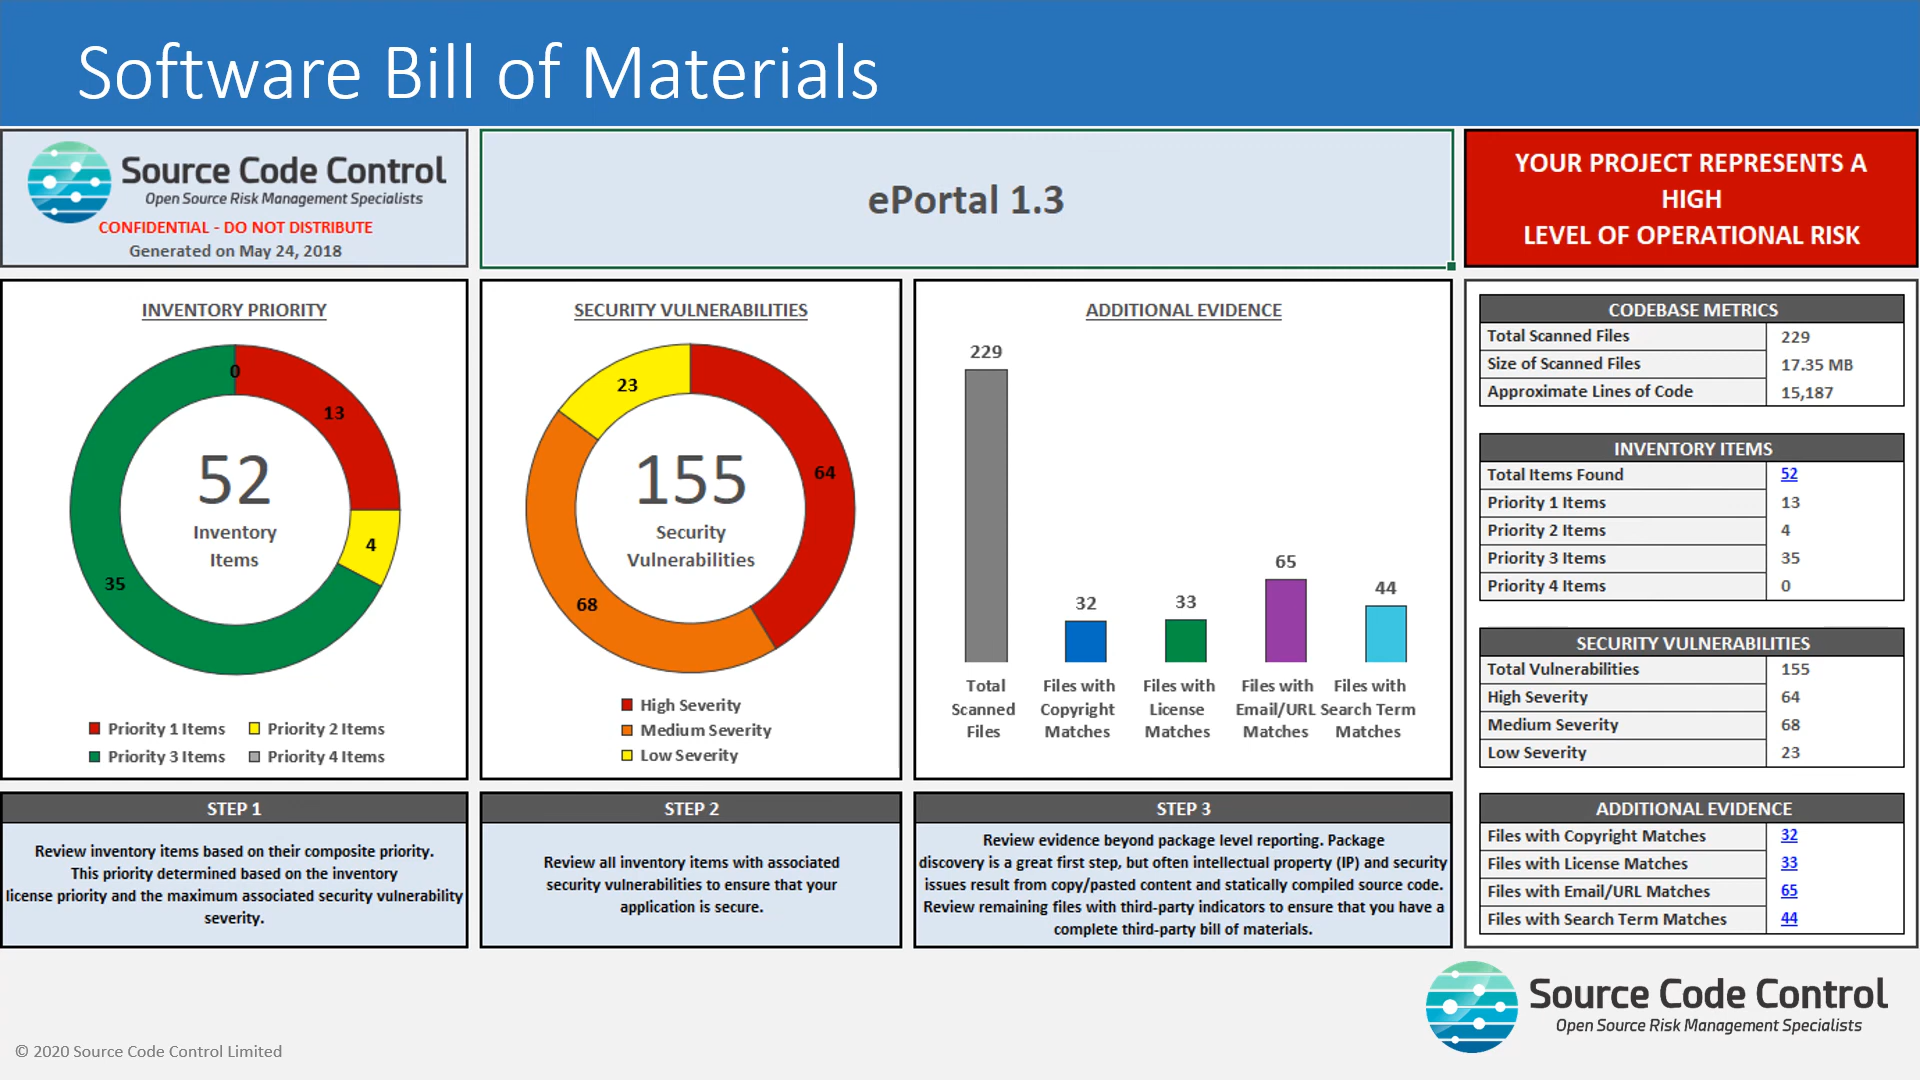 Software Bill of Materials
Source Code Control
Open Source Risk Management Specialists
CONFIDENTIAL - DO NOT DISTRIBUTE
Generated on May 24, 2018
ePortal 1.3
YOUR PROJECT REPRESENTS A
HIGH
LEVEL OF OPERATIONAL RISK
INVENTORY PRIORITY
0
13
52
Inventory
Items
4
35
Priority 1 Items
Priority 2 Items
Priority 3 Items
Priority 4 Items
SECURITY VULNERABILITIES
23
64
155
Security
Vulnerabilities
68
High Severity
Medium Severity
Low Severity
ADDITIONAL EVIDENCE
229
32
33
65
44
Total
Scanned
Files
Files with
Copyright
Matches
Files with
License
Matches
Files with
Email/URL
Matches
Files with
Search Term
Matches
CODEBASE METRICS
Total Scanned Files 229
Size of Scanned Files 17.35 MB
Approximate Lines of Code 15,187
INVENTORY ITEMS
Total Items Found 52
Priority 1 Items 13
Priority 2 Items 4
Priority 3 Items 35
Priority 4 Items 0
SECURITY VULNERABILITIES
Total Vulnerabilities 155
High Severity 64
Medium Severity 68
Low Severity 23
ADDITIONAL EVIDENCE
Files with Copyright Matches 32
Files with License Matches 33
Files with Email/URL Matches 65
Files with Search Term Matches 44
STEP 1
Review inventory items based on their composite priority.
This priority determined based on the inventory
license priority and the maximum associated security vulnerability
severity.
STEP 2
Review all inventory items with associated
security vulnerabilities to ensure that your
application is secure.
STEP 3
Review evidence beyond package level reporting. Package
discovery is a great first step, but often intellectual property (IP) and security
issues result from copy/pasted content and statically compiled source code.
Review remaining files with third-party indicators to ensure that you have a
complete third-party bill of materials.
Source Code Control
Open Source Risk Management Specialists
© 2020 Source Code Control Limited